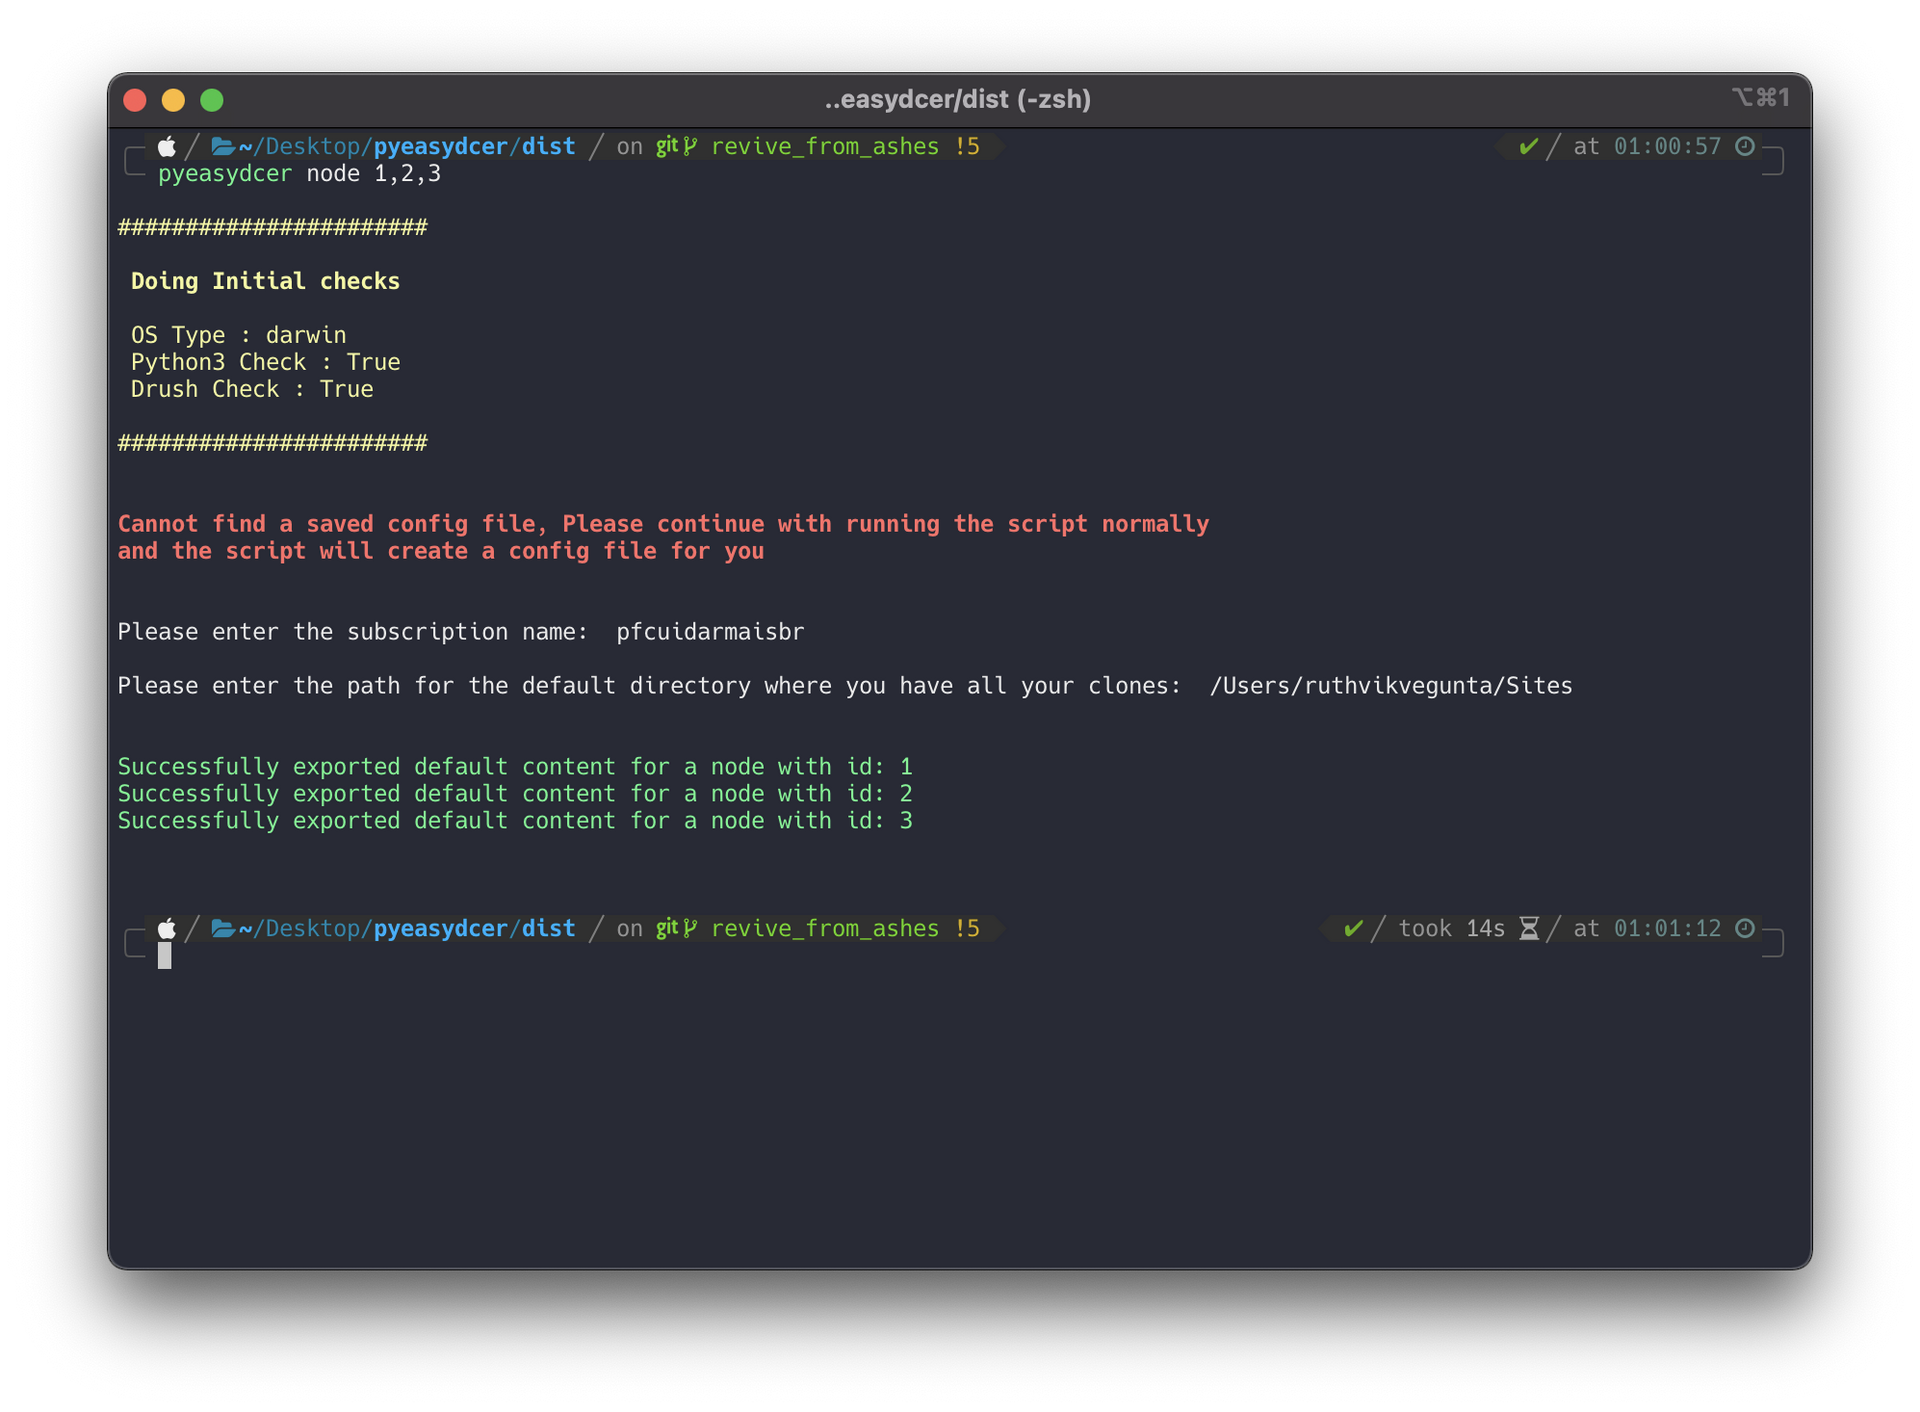 ..easydcer/dist (-zsh) ⌥⌘1
~/Desktop/pyeasydcer/dist / on git revive_from_ashes !5 ✔ / at 01:00:57
pyeasydcer node 1,2,3
#######################
Doing Initial checks
OS Type : darwin
Python3 Check : True
Drush Check : True
#######################
Cannot find a saved config file, Please continue with running the script normally
and the script will create a config file for you
Please enter the subscription name:  pfcuidarmaisbr
Please enter the path for the default directory where you have all your clones:  /Users/ruthvikvegunta/Sites
Successfully exported default content for a node with id: 1
Successfully exported default content for a node with id: 2
Successfully exported default content for a node with id: 3
~/Desktop/pyeasydcer/dist / on git revive_from_ashes !5 ✔ / took 14s / at 01:01:12